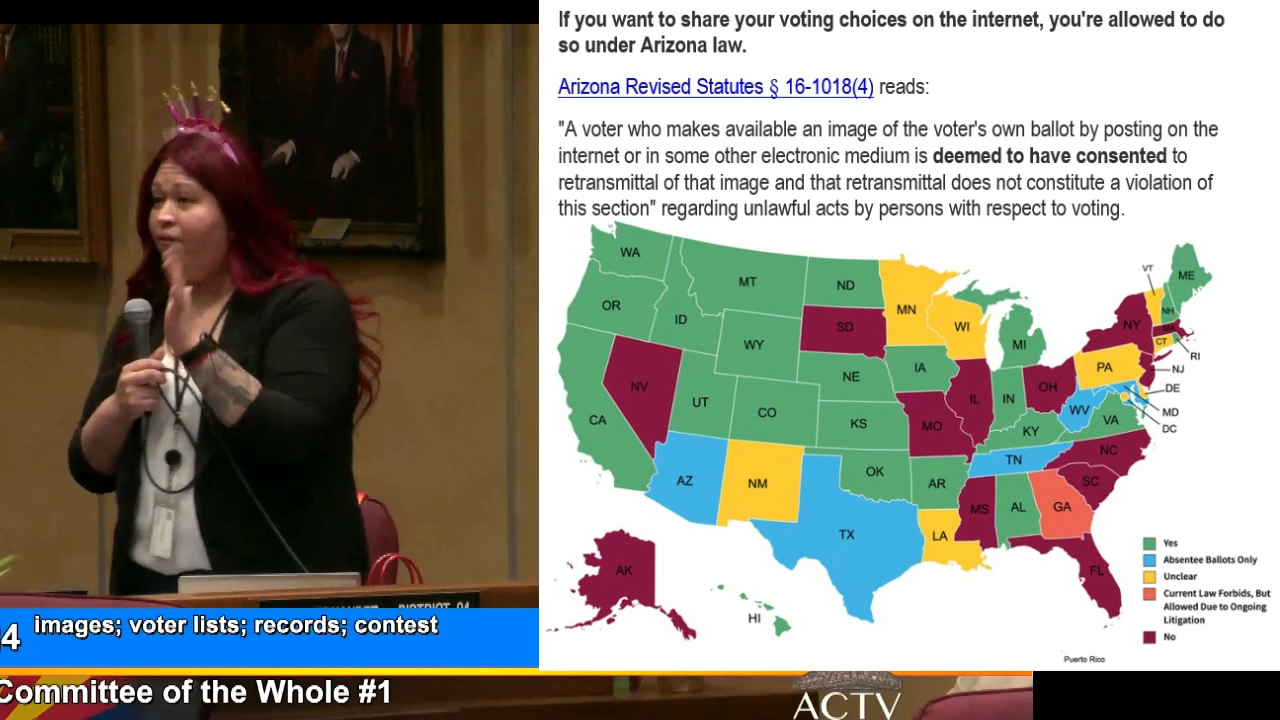 If you want to share your voting choices on the internet, you're allowed to do
so under Arizona law.
Arizona Revised Statutes § 16-1018(4) reads:
"A voter who makes available an image of the voter's own ballot by posting on the
internet or in some other electronic medium is deemed to have consented to
retransmittal of that image and that retransmittal does not constitute a violation of
this section" regarding unlawful acts by persons with respect to voting.
WA
MT
ND
MN
VT
ME
OR
ID
SD
WI
NY
NH
MA
WY
MI
CT
RI
NV
NE
IA
PA
NJ
UT
CO
IL
IN
OH
DE
CA
KS
MO
WV
VA
MD
KY
DC
AZ
NM
OK
AR
TN
NC
SC
TX
MS
AL
GA
LA
AK
FL
HI
Yes
Absentee Ballots Only
Unclear
Current Law Forbids, But
Allowed Due to Ongoing
Litigation
No
Puerto Rico
DISTRICT 04
4 images; voter lists; records; contest
Committee of the Whole #1
ACTV